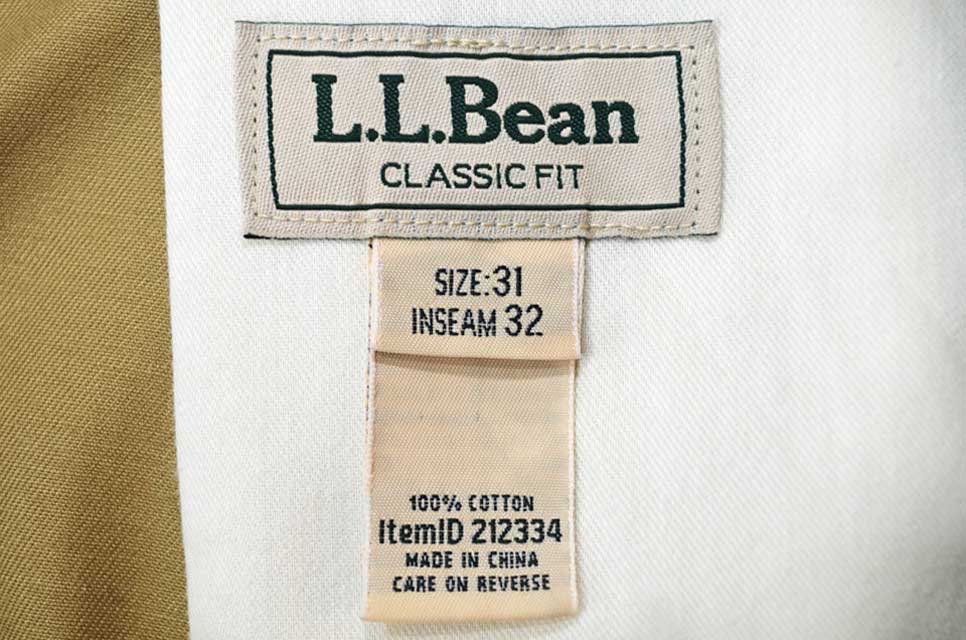 L.L.Bean
CLASSIC FIT
SIZE:31
INSEAM 32
100% COTTON
ItemID 212334
MADE IN CHINA
CARE ON REVERSE